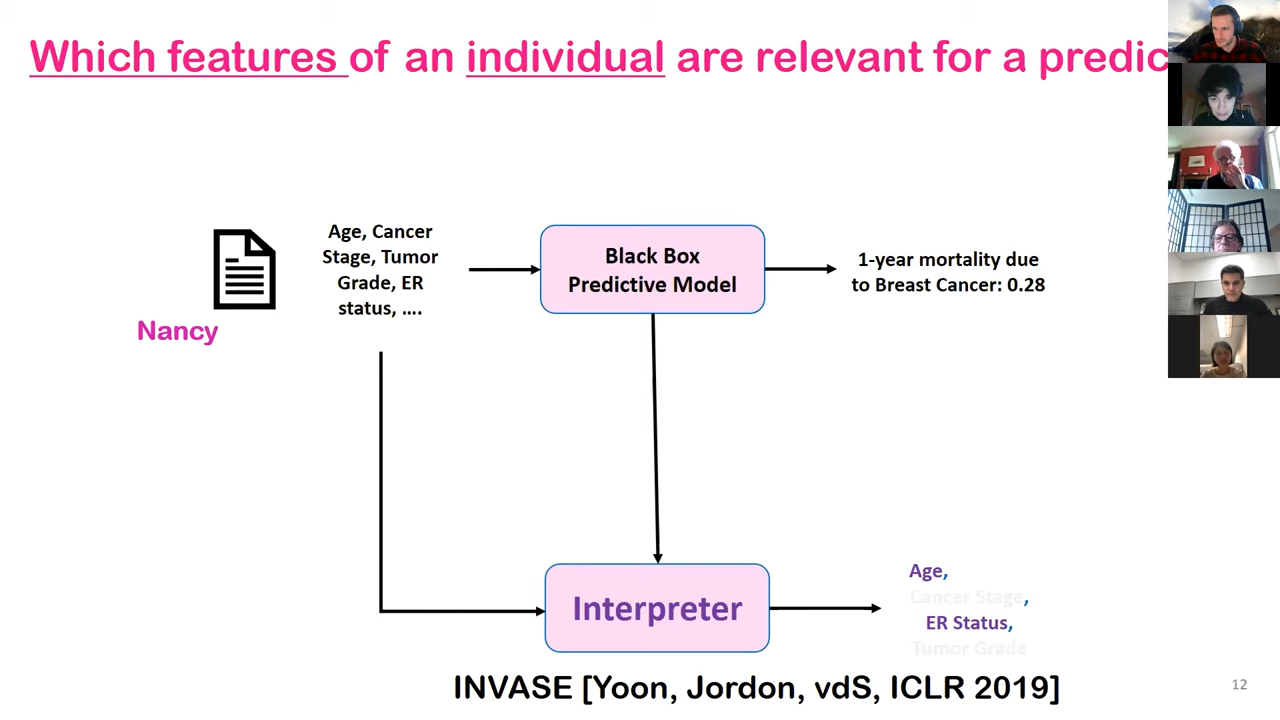 Which features of an individual are relevant for a predic
Age, Cancer
Stage, Tumor
Grade, ER
status, ....
Nancy
Black Box
Predictive Model
1-year mortality due
to Breast Cancer: 0.28
Interpreter
Age,
Cancer Stage,
ER Status,
Tumor Grade
INVASE [Yoon, Jordon, vdS, ICLR 2019]
12